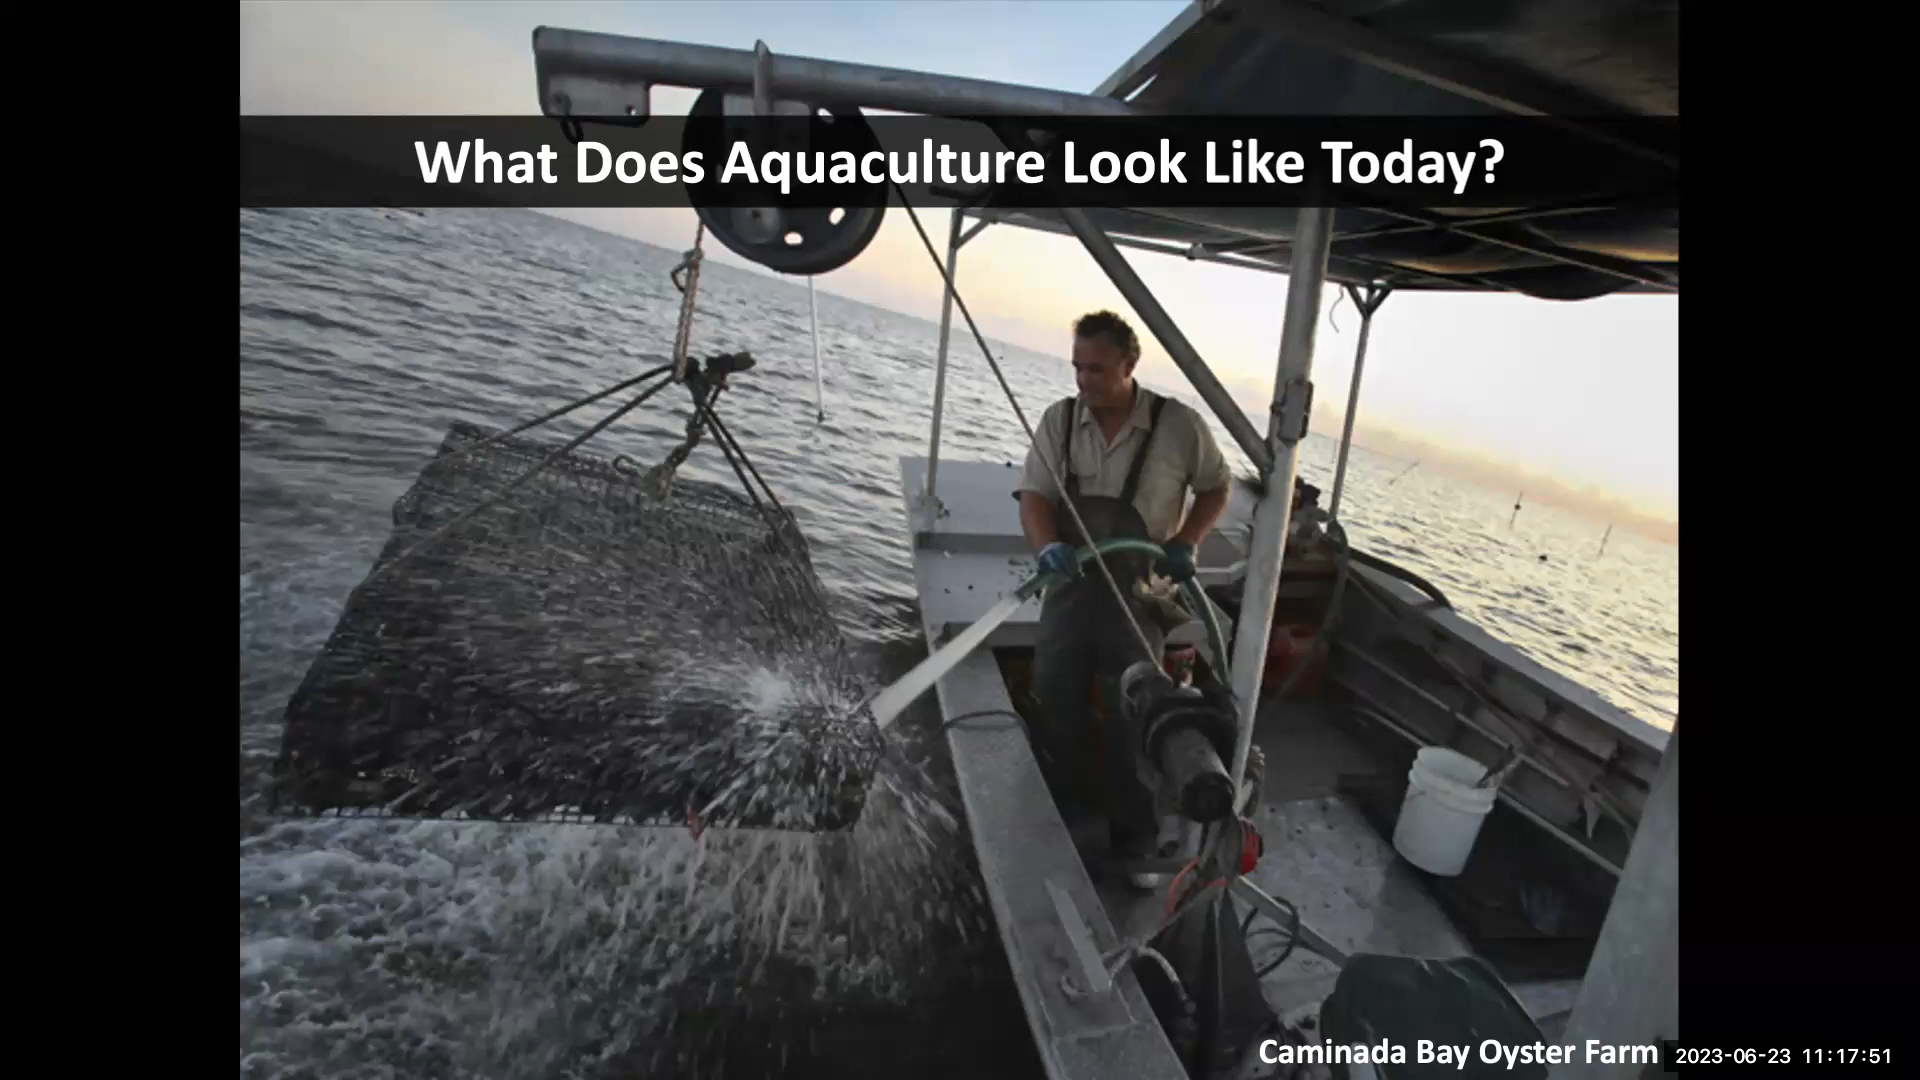 What Does Aquaculture Look Like Today?
Caminada Bay Oyster Farm
2023-06-23 11:17:51